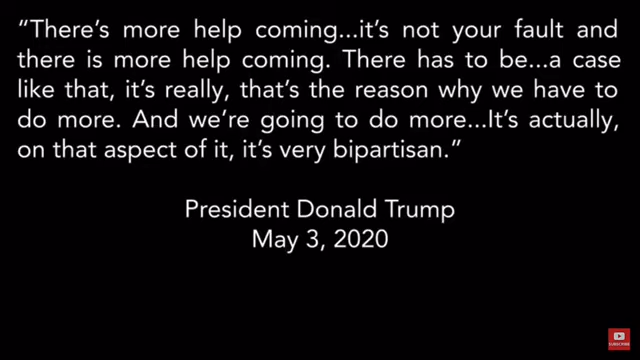 “There’s more help coming...it’s not your fault and
there is more help coming. There has to be...a case
like that, it’s really, that’s the reason why we have to
do more. And we’re going to do more...It’s actually,
on that aspect of it, it’s very bipartisan.”
President Donald Trump
May 3, 2020
SUBSCRIBE